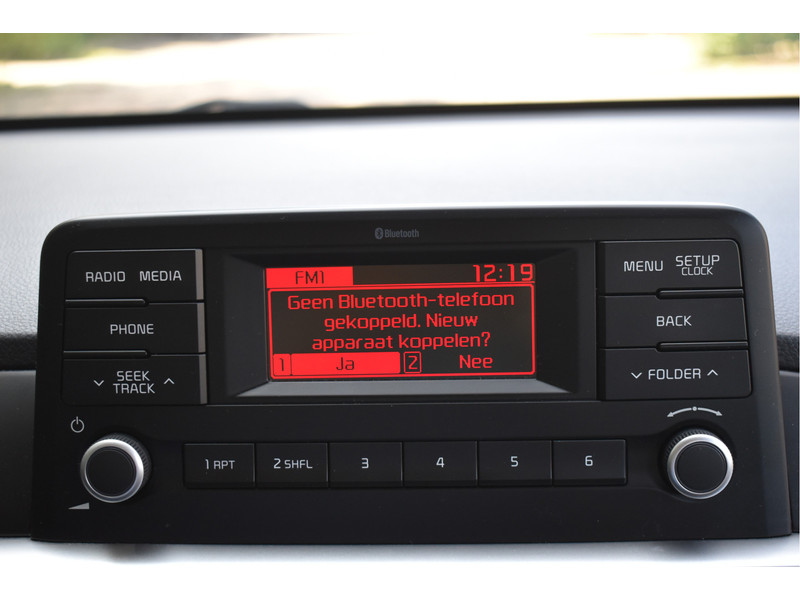 Bluetooth
RADIO MEDIA
PHONE
SEEK
TRACK
FM1 12:19
Geen Bluetooth-telefoon
gekoppeld. Nieuw
apparaat koppelen?
1 Ja 2 Nee
MENU SETUP
CLOCK
BACK
FOLDER
1 RPT 2 SHFL 3 4 5 6